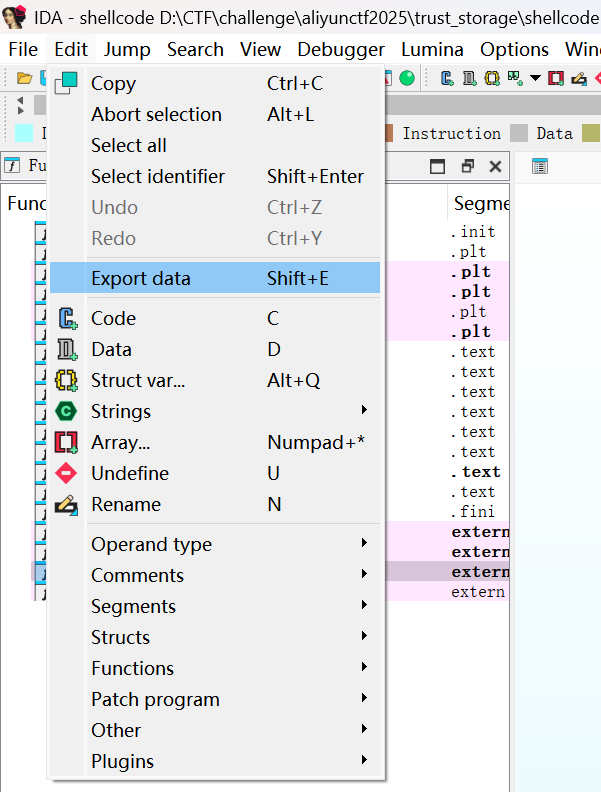 IDA - shellcode D:\CTF\challenge\aliyunctf2025\trust_storage\shellcode
File Edit Jump Search View Debugger Lumina Options
Instruction Data
Copy Ctrl+C
Abort selection Alt+L
Select all
Select identifier Shift+Enter
Undo Ctrl+Z
Redo Ctrl+Y
Export data Shift+E
Code C
Data D
Struct var... Alt+Q
Strings
Array... Numpad+*
Undefine U
Rename N
Operand type
Comments
Segments
Structs
Functions
Patch program
Other
Plugins
Fu
Func
Segme
.init
.plt
.plt
.plt
.plt
.plt
.text
.text
.text
.text
.text
.text
.text
.text
.fini
extern
extern
extern
extern